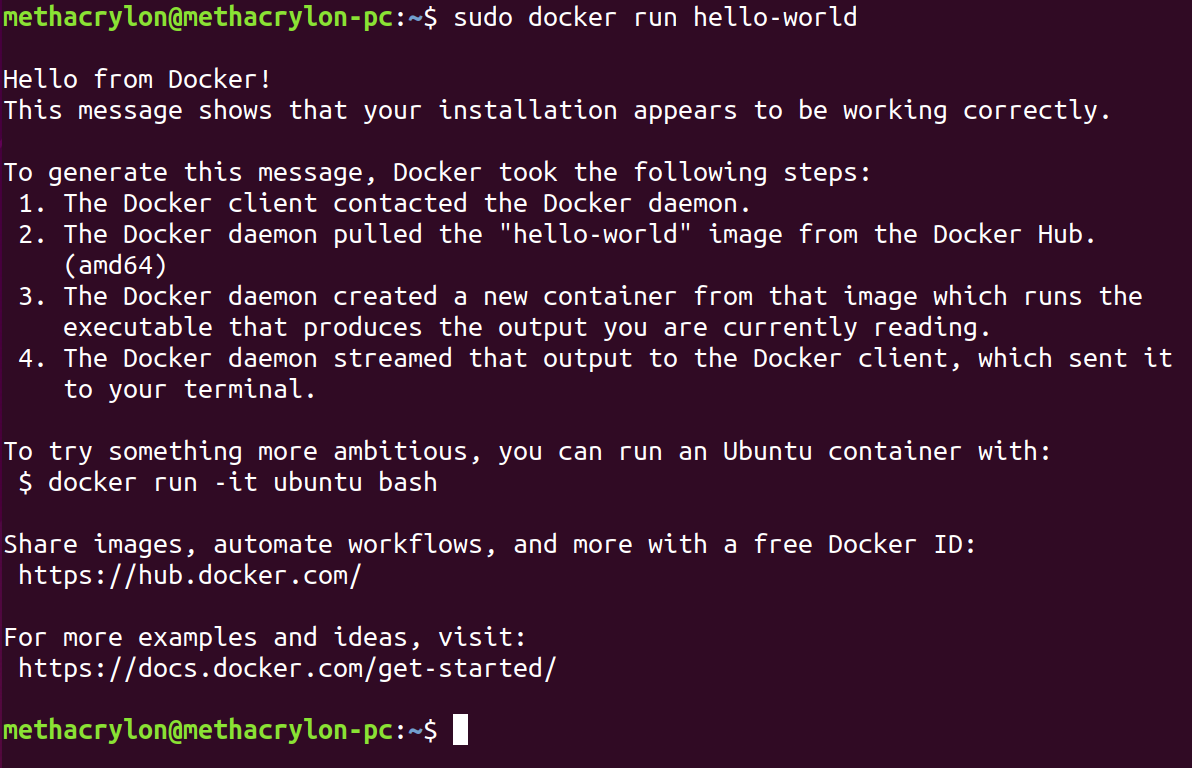 methacrylon@methacrylon-pc:~$ sudo docker run hello-world

Hello from Docker!
This message shows that your installation appears to be working correctly.

To generate this message, Docker took the following steps:
 1. The Docker client contacted the Docker daemon.
 2. The Docker daemon pulled the "hello-world" image from the Docker Hub.
    (amd64)
 3. The Docker daemon created a new container from that image which runs the
    executable that produces the output you are currently reading.
 4. The Docker daemon streamed that output to the Docker client, which sent it
    to your terminal.

To try something more ambitious, you can run an Ubuntu container with:
 $ docker run -it ubuntu bash

Share images, automate workflows, and more with a free Docker ID:
 https://hub.docker.com/

For more examples and ideas, visit:
 https://docs.docker.com/get-started/

methacrylon@methacrylon-pc:~$